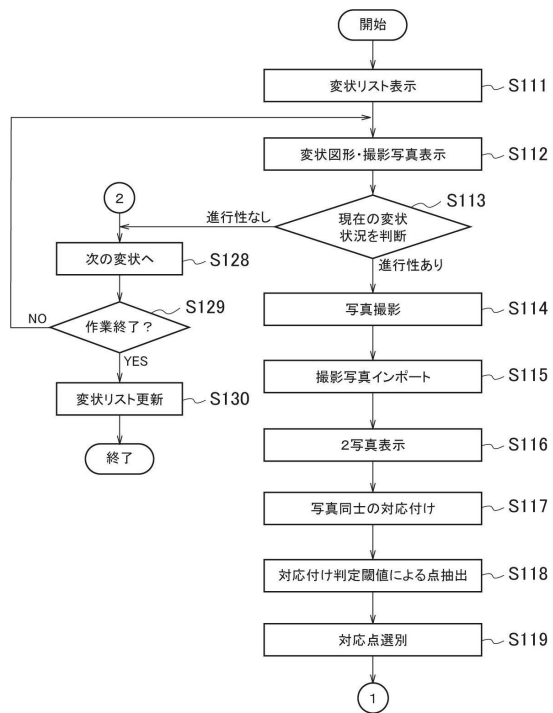 開始
変状リスト表示
S111
変状図形・撮影写真表示
S112
現在の変状
状況を判断
S113
進行性なし
進行性あり
写真撮影
S114
撮影写真インポート
S115
2写真表示
S116
写真同士の対応付け
S117
対応付け判定閾値による点抽出
S118
対応点選別
S119
1
2
次の変状へ
S128
作業終了?
S129
NO
YES
変状リスト更新
S130
終了